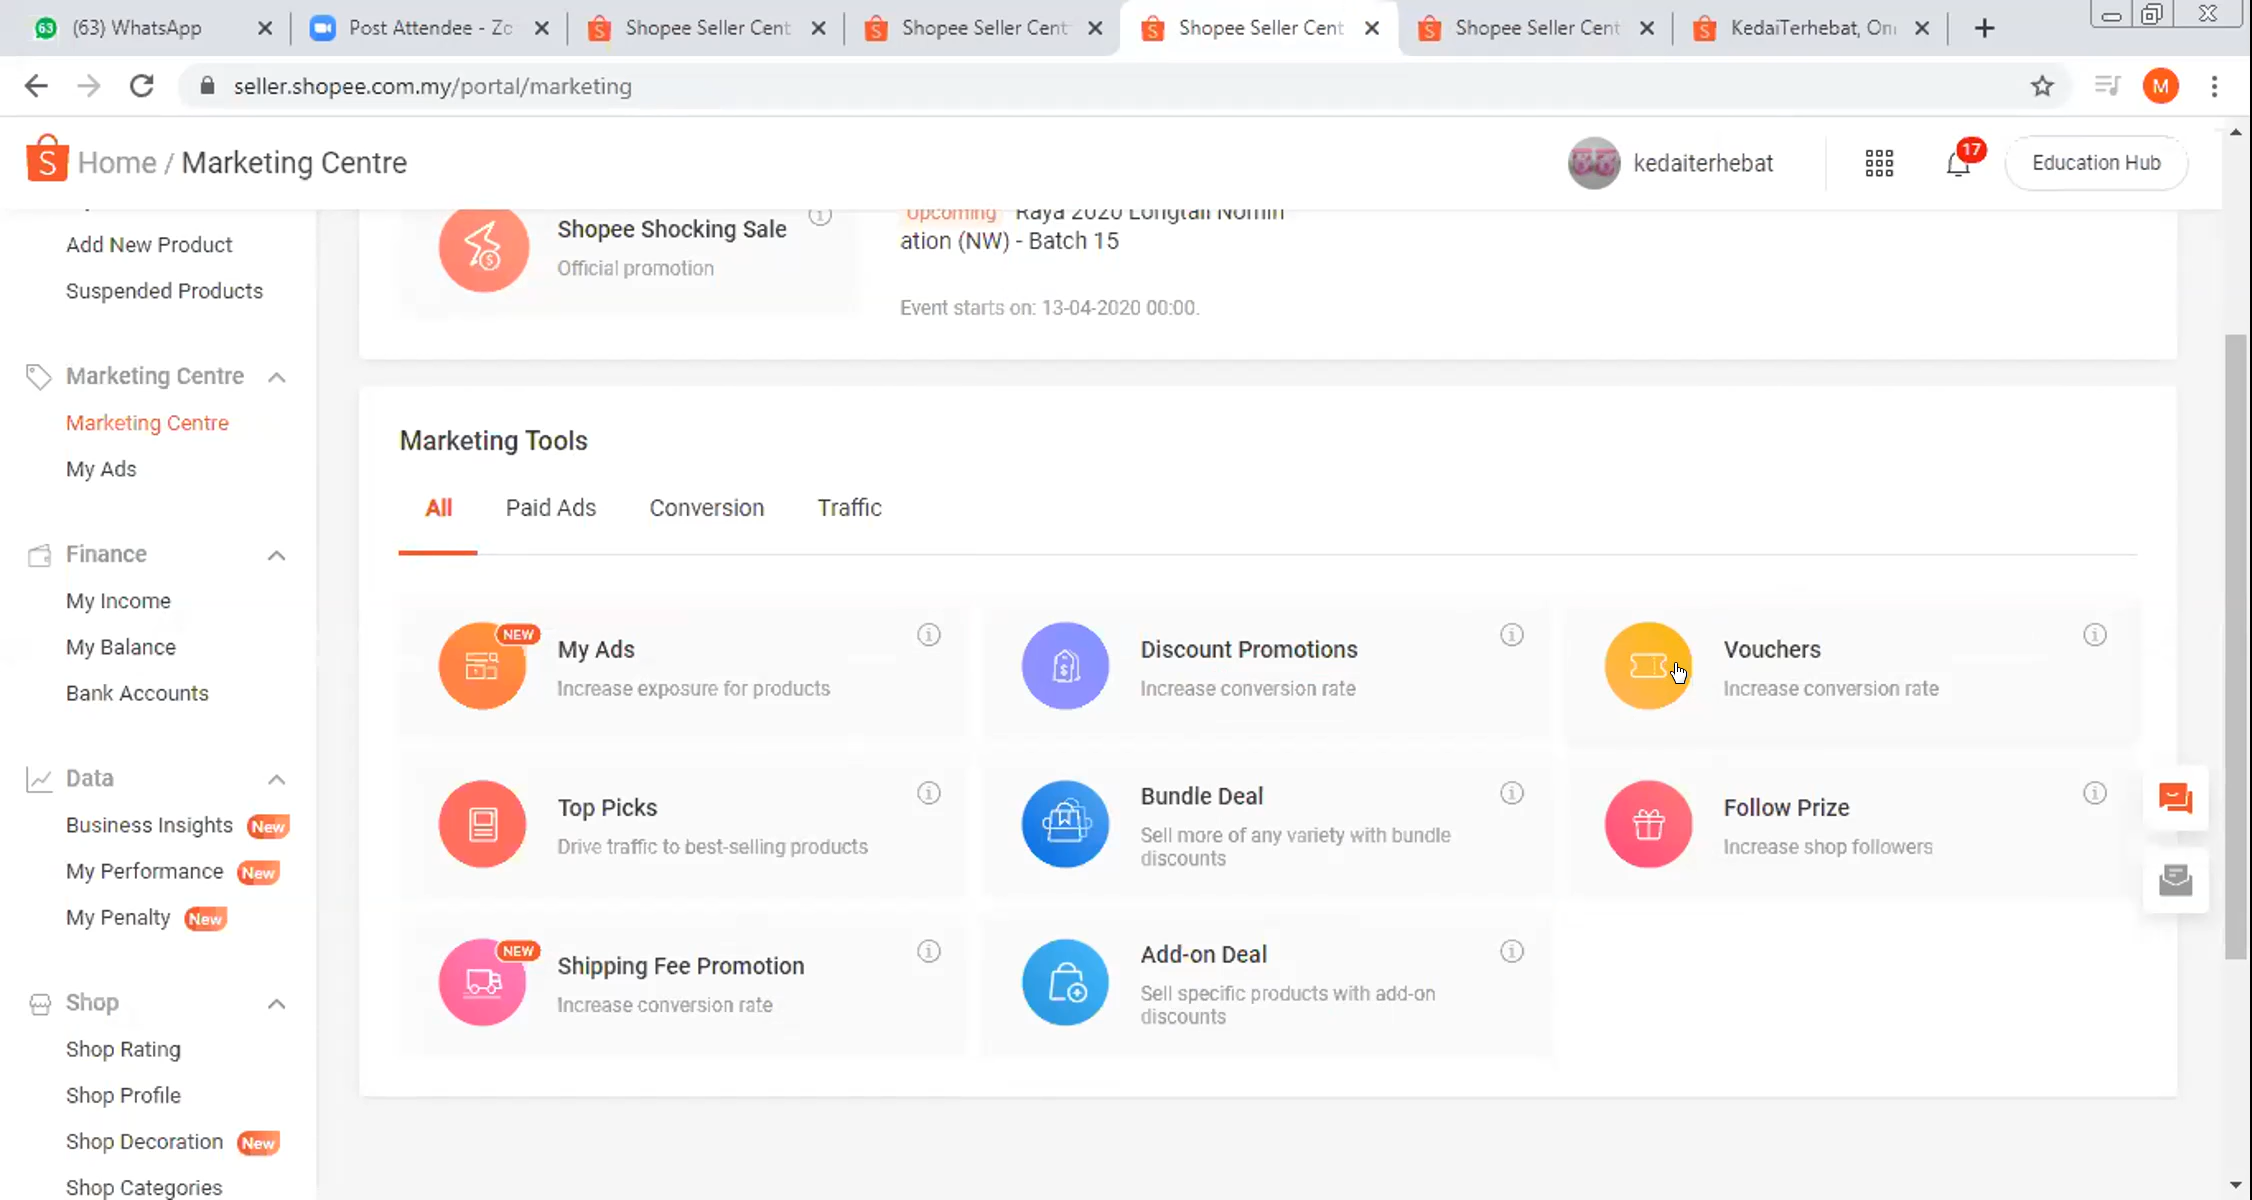 63
(63) WhatsApp
Post Attendee - Zc
Shopee Seller Cent
Shopee Seller Cent
Shopee Seller Cent
Shopee Seller Cent
KedaiTerhebat, On
seller.shopee.com.my/portal/marketing
M
Home / Marketing Centre
kedaiterhebat
17
Education Hub
Add New Product
Suspended Products
Marketing Centre
Marketing Centre
My Ads
Finance
My Income
My Balance
Bank Accounts
Data
Business Insights New
My Performance New
My Penalty New
Shop
Shop Rating
Shop Profile
Shop Decoration New
Shop Categories
Shopee Shocking Sale
Official promotion
Upcoming Raya 2020 Longtail Nomin
ation (NW) - Batch 15
Event starts on: 13-04-2020 00:00.
Marketing Tools
All
Paid Ads
Conversion
Traffic
NEW
My Ads
Increase exposure for products
Discount Promotions
Increase conversion rate
Vouchers
Increase conversion rate
Top Picks
Drive traffic to best-selling products
Bundle Deal
Sell more of any variety with bundle
discounts
Follow Prize
Increase shop followers
NEW
Shipping Fee Promotion
Increase conversion rate
Add-on Deal
Sell specific products with add-on
discounts